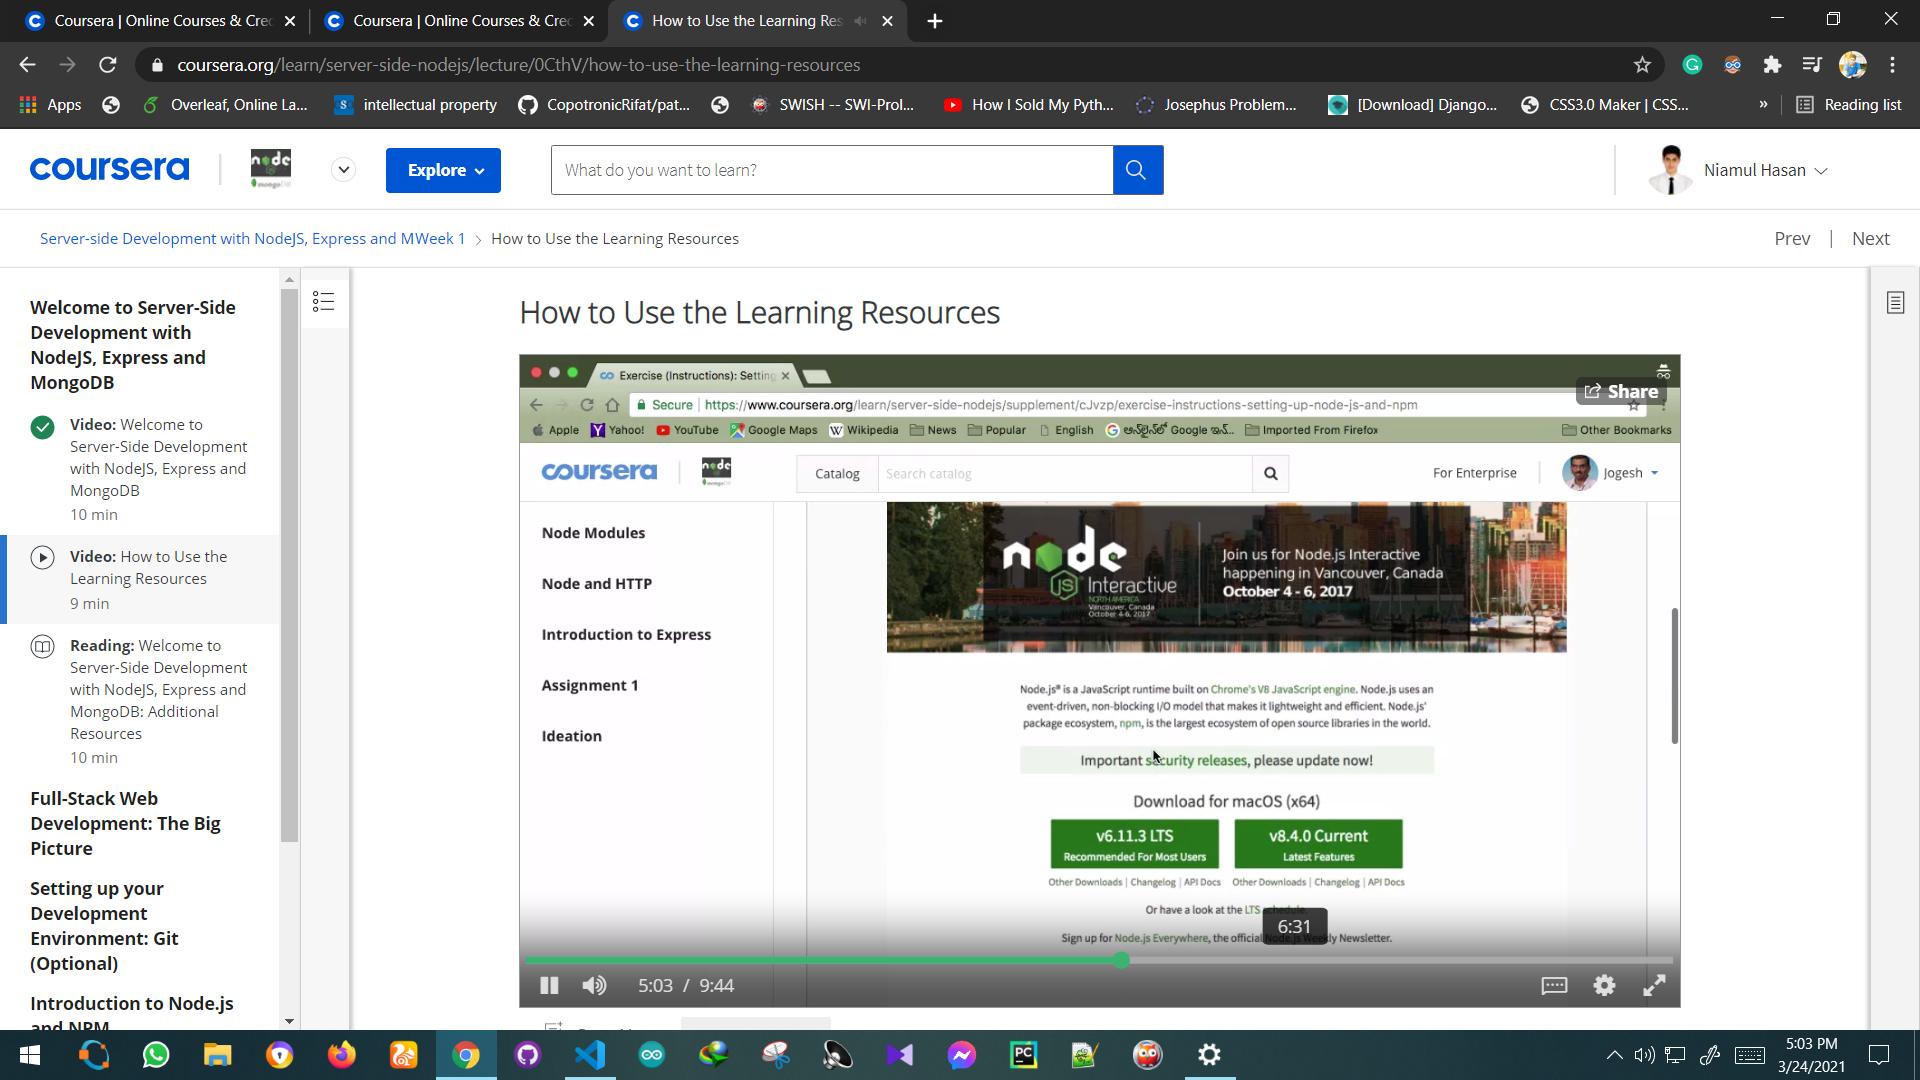 Coursera | Online Courses & Cre
Coursera | Online Courses & Cre
How to Use the Learning Res
coursera.org/learn/server-side-nodejs/lecture/0CthV/how-to-use-the-learning-resources
Apps
Overleaf, Online La...
intellectual property
CopotronicRifat/pat...
SWISH -- SWI-Prol...
How I Sold My Pyth...
Josephus Problem...
[Download] Django...
CSS3.0 Maker | CSS...
»
Reading list
coursera
node
mongoDB
Explore
What do you want to learn?
Niamul Hasan
Server-side Development with NodeJS, Express and MWeek 1 > How to Use the Learning Resources
Prev | Next
Welcome to Server-Side
Development with
NodeJS, Express and
MongoDB
Video: Welcome to
Server-Side Development
with NodeJS, Express and
MongoDB
10 min
Video: How to Use the
Learning Resources
9 min
Reading: Welcome to
Server-Side Development
with NodeJS, Express and
MongoDB: Additional
Resources
10 min
Full-Stack Web
Development: The Big
Picture
Setting up your
Development
Environment: Git
(Optional)
Introduction to Node.js
and NPM
How to Use the Learning Resources
Exercise (Instructions): Setting
Share
Secure | https://www.coursera.org/learn/server-side-nodejs/supplement/cJvzp/exercise-instructions-setting-up-node-js-and-npm
Apple
Yahoo!
YouTube
Google Maps
Wikipedia
News
Popular
English
Google
Imported From Firefox
Other Bookmarks
coursera
node
Catalog
Search catalog
For Enterprise
Jogesh
Node Modules
Node and HTTP
Introduction to Express
Assignment 1
Ideation
node
JS Interactive
NORTH AMERICA
Vancouver, Canada
October 4-6, 2017
Join us for Node.js Interactive
happening in Vancouver, Canada
October 4 - 6, 2017
Node.js® is a JavaScript runtime built on Chrome's V8 JavaScript engine. Node.js uses an
event-driven, non-blocking I/O model that makes it lightweight and efficient. Node.js'
package ecosystem, npm, is the largest ecosystem of open source libraries in the world.
Important security releases, please update now!
Download for macOS (x64)
v6.11.3 LTS
Recommended For Most Users
v8.4.0 Current
Latest Features
Other Downloads | Changelog | API Docs
Other Downloads | Changelog | API Docs
Or have a look at the LTS schedule.
6:31
Sign up for Node.js Everywhere, the official Node.js Weekly Newsletter.
5:03 / 9:44
PC
5:03 PM
3/24/2021